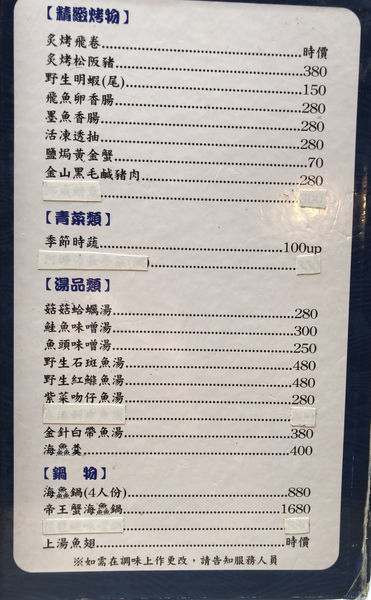 【精緻烤物】
炙烤飛卷 時價
炙烤松阪豬 380
野生明蝦(尾) 150
飛魚卵香腸 280
墨魚香腸 280
活凍透抽 280
鹽焗黃金蟹 70
金山黑毛鹹豬肉 280
【青菜類】
季節時蔬 100up
【湯品類】
菇菇蛤蠣湯 280
鮭魚味噌湯 300
魚頭味噌湯 250
野生石斑魚湯 480
野生紅鰷魚湯 480
紫菜吻仔魚湯 280
金針白帶魚湯 380
海鱻羹 400
【鍋 物】
海鱻鍋(4人份) 880
帝王蟹海鱻鍋 1680
上湯魚翅 時價
※如需在調味上作更改，請告知服務人員